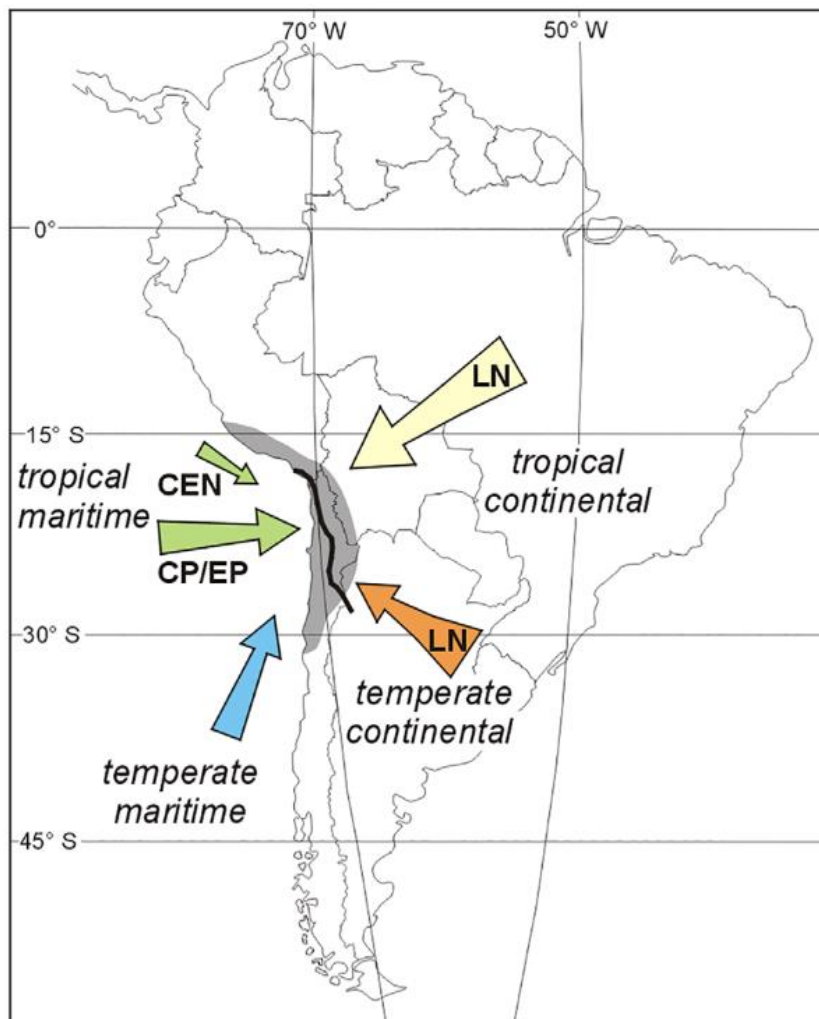 70° W
50° W
0°
LN
15° S
tropical
maritime
CEN
tropical
continental
CP/EP
30° S
LN
temperate
continental
temperate
maritime
45° S